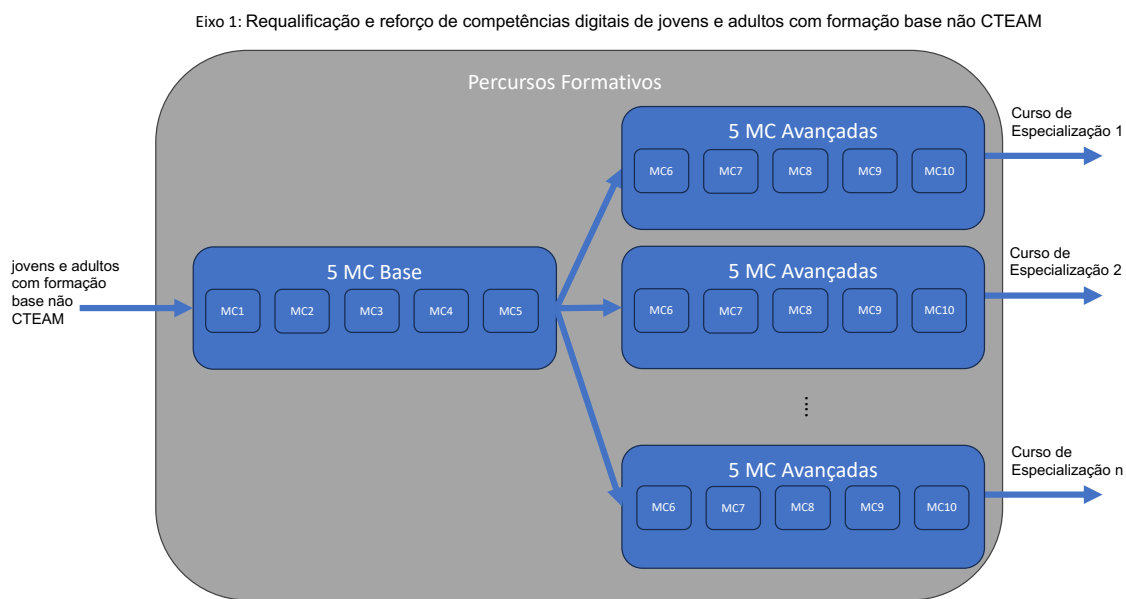 Eixo 1: Requalificação e reforço de competências digitais de jovens e adultos com formação base não CTEAM
Percursos Formativos
jovens e adultos
com formação
base não
CTEAM
5 MC Base
MC1 MC2 MC3 MC4 MC5
5 MC Avançadas
MC6 MC7 MC8 MC9 MC10
Curso de
Especialização 1
5 MC Avançadas
MC6 MC7 MC8 MC9 MC10
Curso de
Especialização 2
.....
5 MC Avançadas
MC6 MC7 MC8 MC9 MC10
Curso de
Especialização n